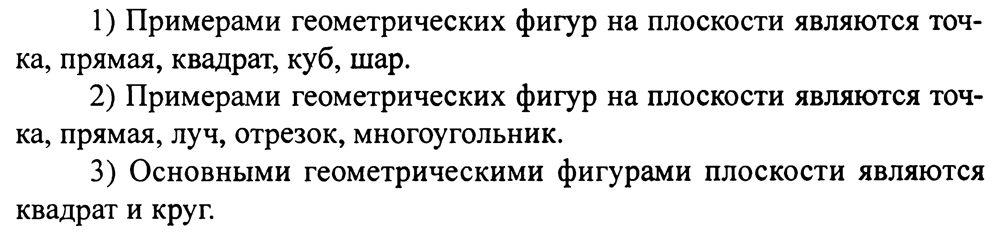 1) Примерами геометрических фигур на плоскости являются точ-
ка, прямая, квадрат, куб, шар.
2) Примерами геометрических фигур на плоскости являются точ-
ка, прямая, луч, отрезок, многоугольник.
3) Основными геометрическими фигурами плоскости являются
квадрат и круг.